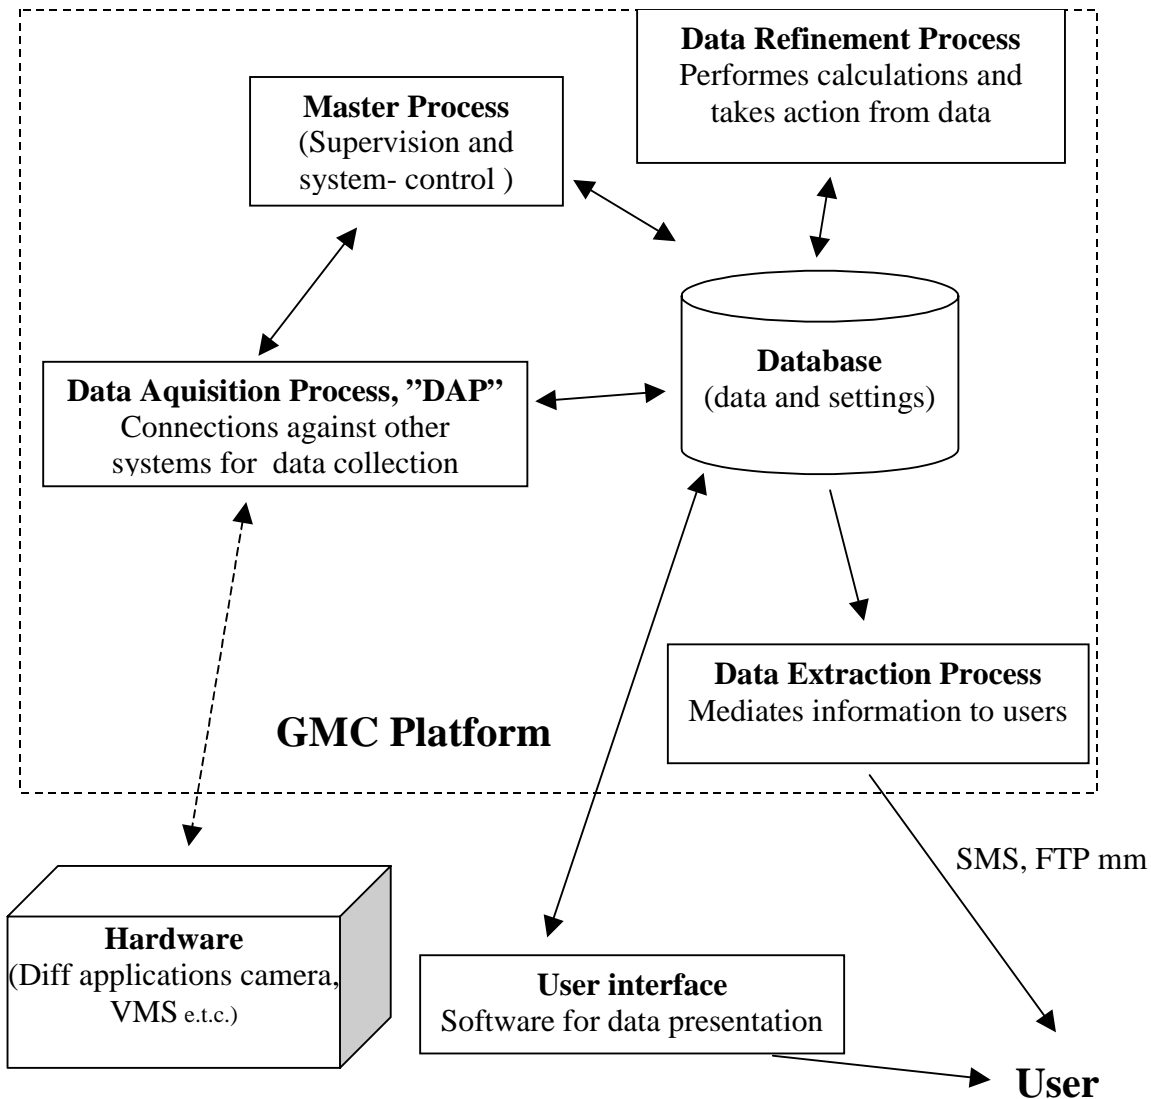 Data Refinement Process
Performes calculations and
takes action from data
Master Process
(Supervision and
system- control )
Database
(data and settings)
Data Aquisition Process, ”DAP”
Connections against other
systems for  data collection
Data Extraction Process
Mediates information to users
GMC Platform
SMS, FTP mm
Hardware
(Diff applications camera,
VMS e.t.c.)
User interface
Software for data presentation
User